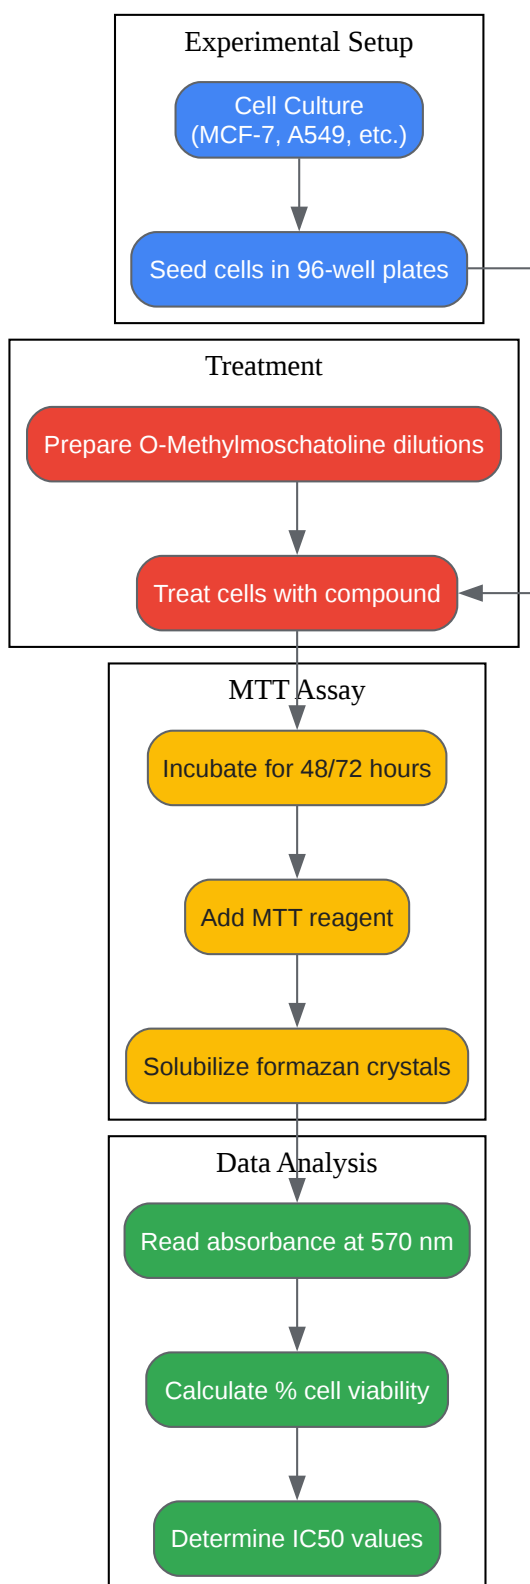 Experimental Setup
Cell Culture
(MCF-7, A549, etc.)
Seed cells in 96-well plates
Treatment
Prepare O-Methylmoschatoline dilutions
Treat cells with compound
MTT Assay
Incubate for 48/72 hours
Add MTT reagent
Solubilize formazan crystals
Data Analysis
Read absorbance at 570 nm
Calculate % cell viability
Determine IC50 values